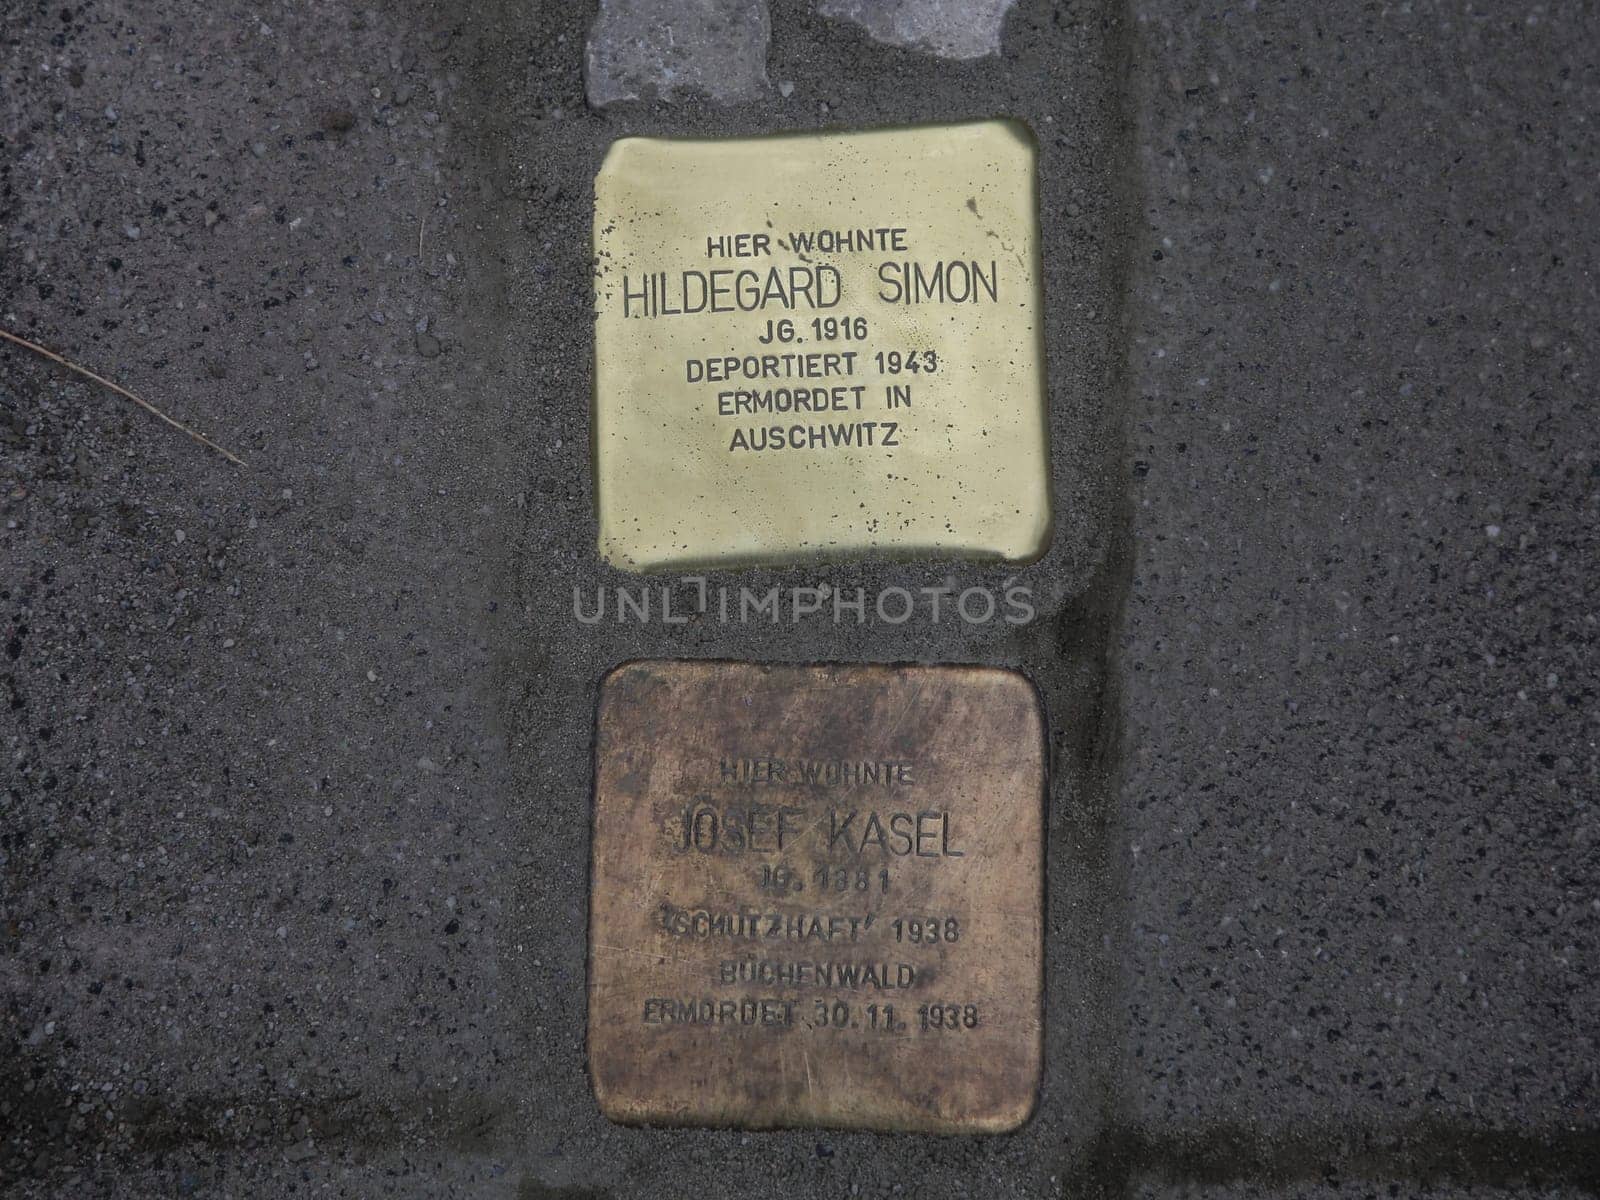 HIER WOHNTE
HILDEGARD SIMON
JG. 1916
DEPORTIERT 1943
ERMORDET IN
AUSCHWITZ
UNLIMPHOTOS
HIER WOHNTE
JOSEF KASEL
JG. 1881
'SCHUTZHAFT' 1938
BUCHENWALD
ERMORDET 30.11.1938